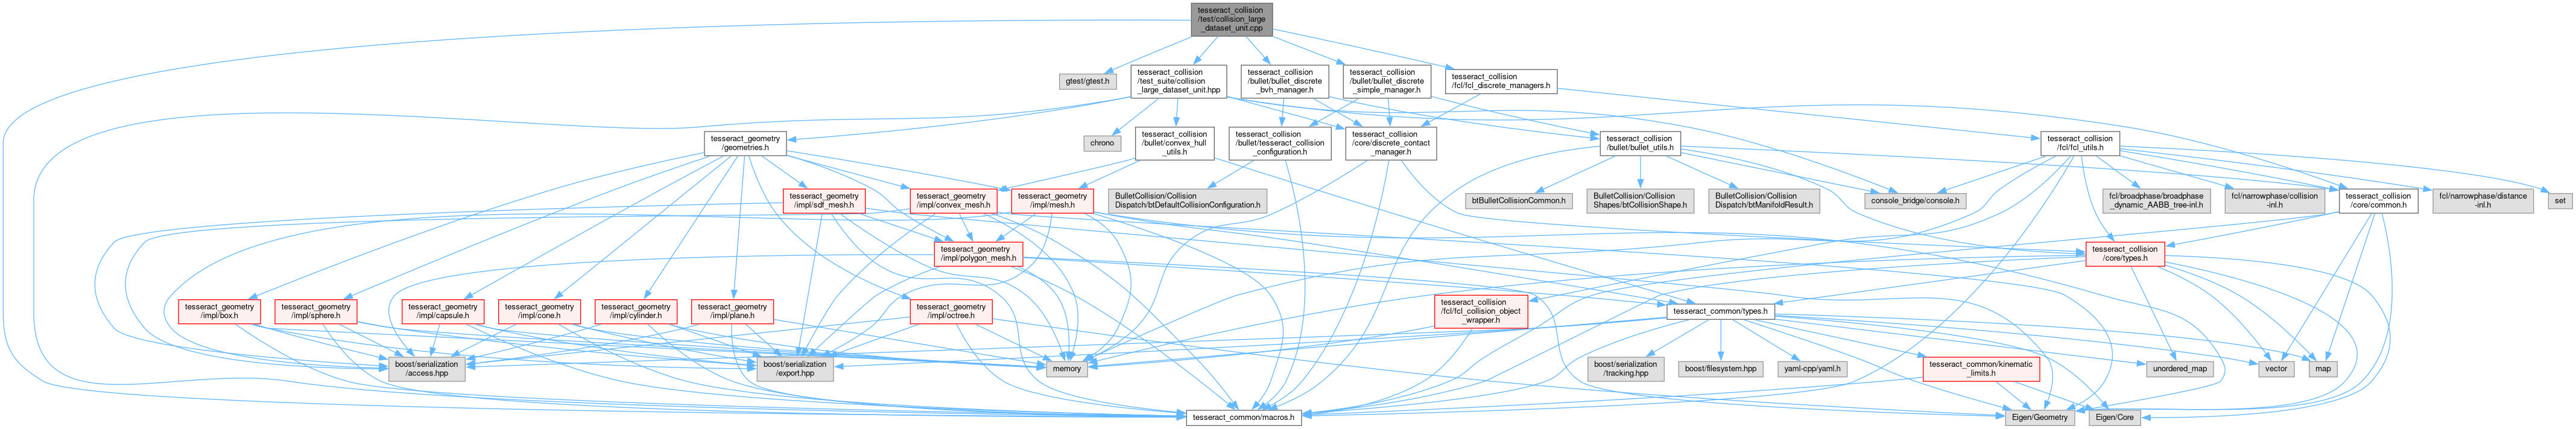 tesseract_collision
/test/collision_large
_dataset_unit.cpp
gtest/gtest.h
tesseract_collision
/test_suite/collision
_large_dataset_unit.hpp
tesseract_collision
/bullet/bullet_discrete
_bvh_manager.h
tesseract_collision
/bullet/bullet_discrete
_simple_manager.h
tesseract_collision
/fcl/fcl_discrete_managers.h
tesseract_geometry
/geometries.h
chrono
tesseract_collision
/bullet/convex_hull
_utils.h
tesseract_collision
/bullet/tesseract_collision
_configuration.h
tesseract_collision
/core/discrete_contact
_manager.h
tesseract_collision
/bullet/bullet_utils.h
tesseract_collision
/fcl/fcl_utils.h
tesseract_geometry
/impl/sdf_mesh.h
tesseract_geometry
/impl/convex_mesh.h
tesseract_geometry
/impl/mesh.h
BulletCollision/Collision
Dispatch/btDefaultCollisionConfiguration.h
btBulletCollisionCommon.h
BulletCollision/Collision
Shapes/btCollisionShape.h
BulletCollision/Collision
Dispatch/btManifoldResult.h
console_bridge/console.h
fcl/broadphase/broadphase
_dynamic_AABB_tree-inl.h
fcl/narrowphase/collision
-inl.h
tesseract_collision
/core/common.h
fcl/narrowphase/distance
-inl.h
set
tesseract_geometry
/impl/polygon_mesh.h
tesseract_collision
/core/types.h
tesseract_geometry
/impl/box.h
tesseract_geometry
/impl/sphere.h
tesseract_geometry
/impl/capsule.h
tesseract_geometry
/impl/cone.h
tesseract_geometry
/impl/cylinder.h
tesseract_geometry
/impl/plane.h
tesseract_geometry
/impl/octree.h
tesseract_collision
/fcl/fcl_collision_object
_wrapper.h
tesseract_common/types.h
boost/serialization
/access.hpp
boost/serialization
/export.hpp
memory
boost/serialization
/tracking.hpp
boost/filesystem.hpp
yaml-cpp/yaml.h
tesseract_common/kinematic
_limits.h
unordered_map
vector
map
tesseract_common/macros.h
Eigen/Geometry
Eigen/Core